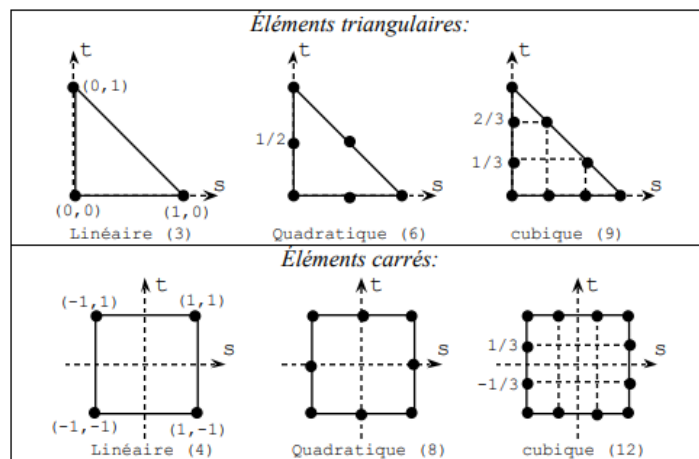 Éléments triangulaires:
t t t
(0,1)
2/3
1/2
1/3
s s s
(0,0) (1,0)
Linéaire (3) Quadratique (6) cubique (9)
Éléments carrés:
t t t
(-1,1) (1,1)
1/3
s s s
-1/3
(-1,-1) (1,-1)
Linéaire (4) Quadratique (8) cubique (12)